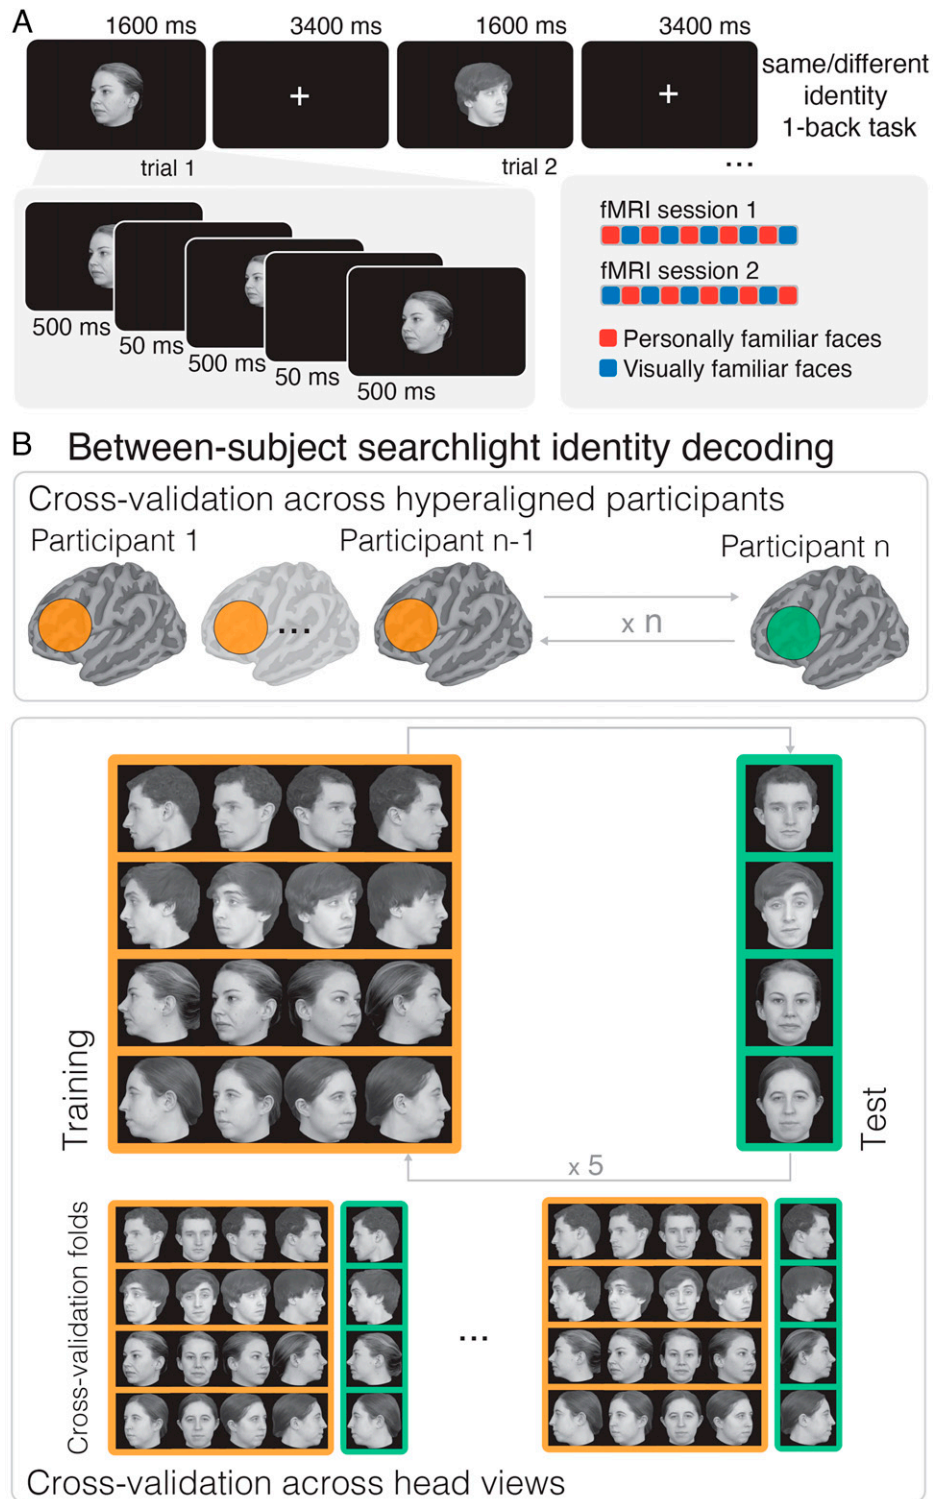 A
1600 ms
3400 ms
1600 ms
3400 ms
+
+
same/different
identity
1-back task
trial 1
trial 2
...
500 ms
50 ms
500 ms
50 ms
500 ms
fMRI session 1
fMRI session 2
Personally familiar faces
Visually familiar faces
B Between-subject searchlight identity decoding
Cross-validation across hyperaligned participants
Participant 1
Participant n-1
Participant n
...
x n
Training
Test
x 5
Cross-validation folds
...
Cross-validation across head views